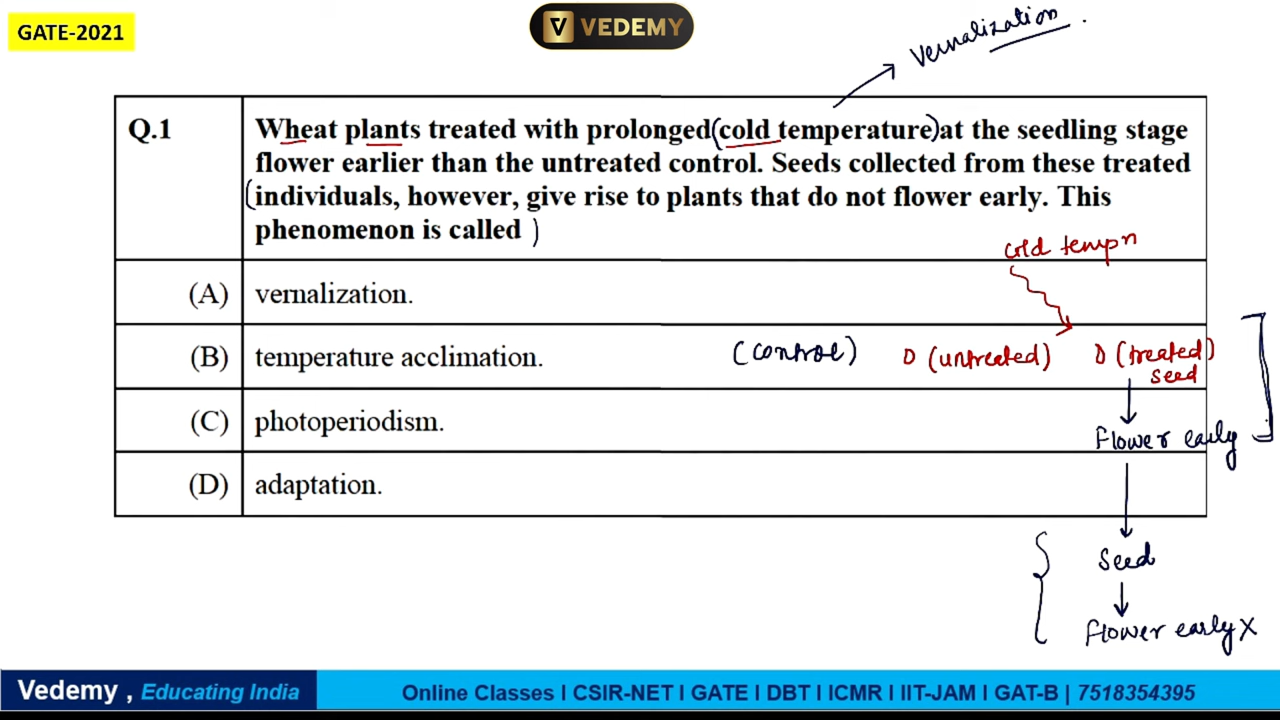 GATE-2021
VEDEMY
Vernalization.
Q.1
Wheat plants treated with prolonged (cold temperature) at the seedling stage
flower earlier than the untreated control. Seeds collected from these treated
(individuals, however, give rise to plants that do not flower early. This
phenomenon is called )
cold tempn
(A) vernalization.
(B) temperature acclimation.
(control) O (untreated) O (treated)
seed
(C) photoperiodism.
Flower early
(D) adaptation.
Seed
Flower early X
Vedemy , Educating India
Online Classes I CSIR-NET I GATE I DBT I ICMR I IIT-JAM I GAT-B | 7518354395